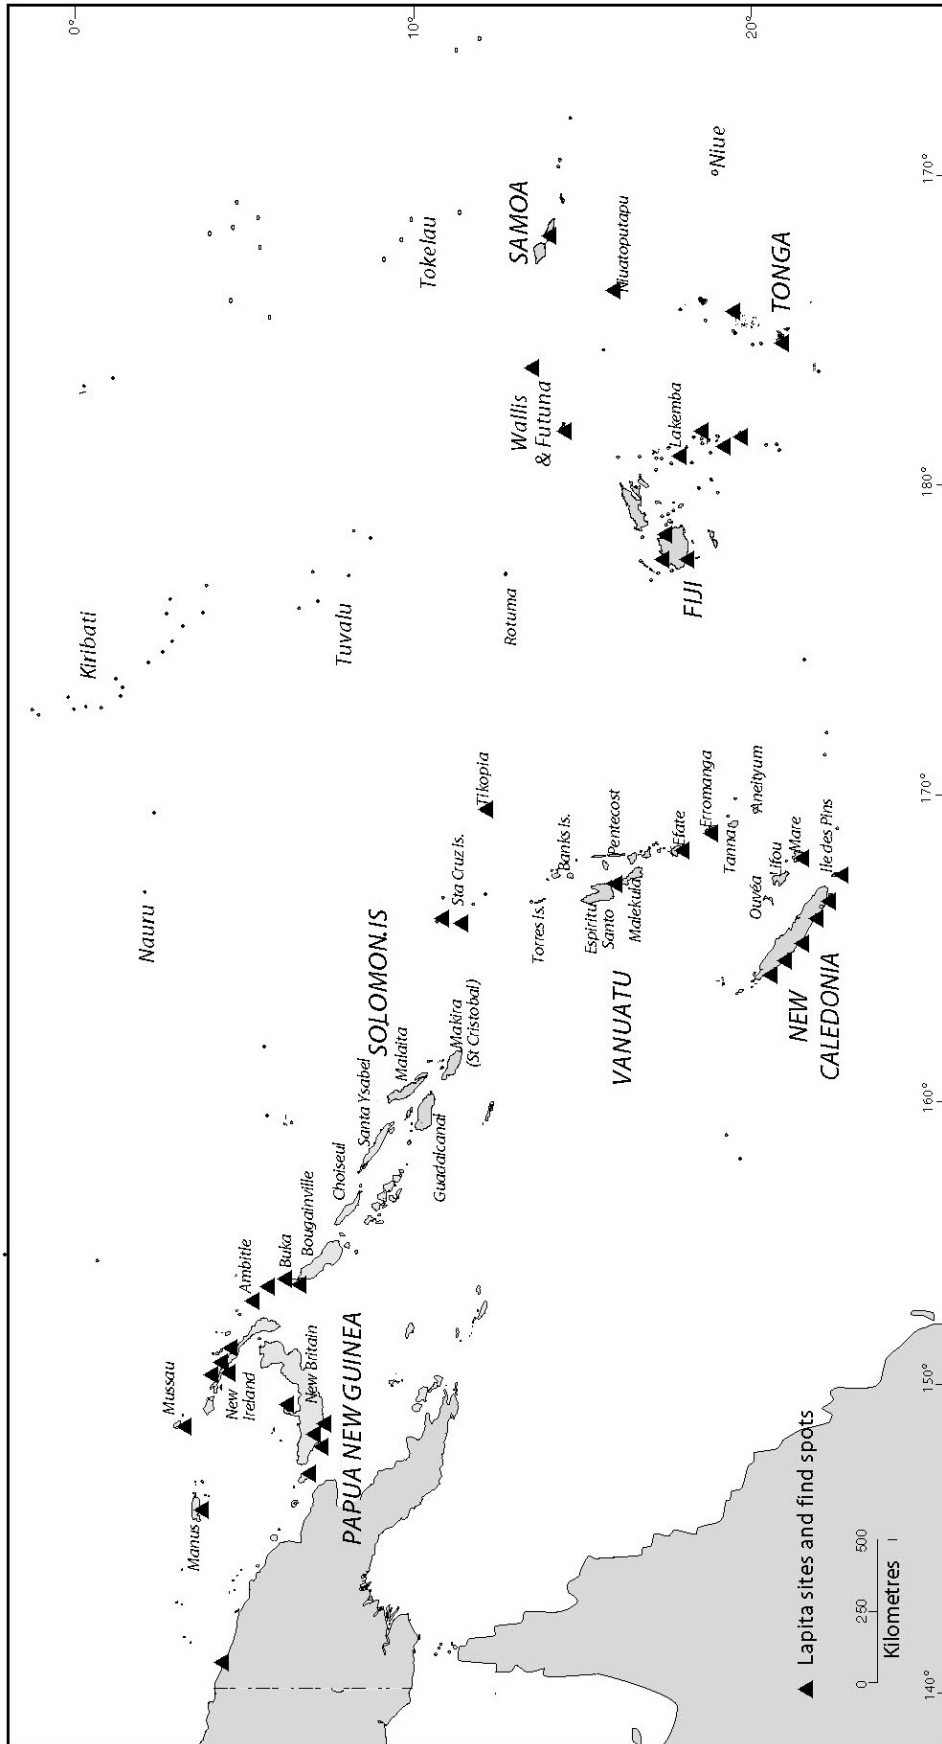 0°
10°
20°
Kiribati
Nauru
Tuvalu
Tokelau
Mussau
Manus
New
Ireland
Ambitle
Buka
Bougainville
New Britain
PAPUA NEW GUINEA
Choiseul
Santa Ysabel
SOLOMON.IS
Malaita
Guadalcanal
Makira
(St Cristobal)
Sta Cruz Is.
Tikopia
Rotuma
Wallis
& Futuna
SAMOA
Niuatoputapu
Torres Is.
Banks Is.
Espiritu
Santo
Pentecost
Malekula
VANUATU
Efate
Erromanga
Tanna
Aneityum
FIJI
Lakemba
TONGA
Niue
Ouvéa
Lifou
Mare
Ile des Pins
NEW
CALEDONIA
Lapita sites and find spots
0 250 500
Kilometres
140°
150°
160°
170°
180°
170°